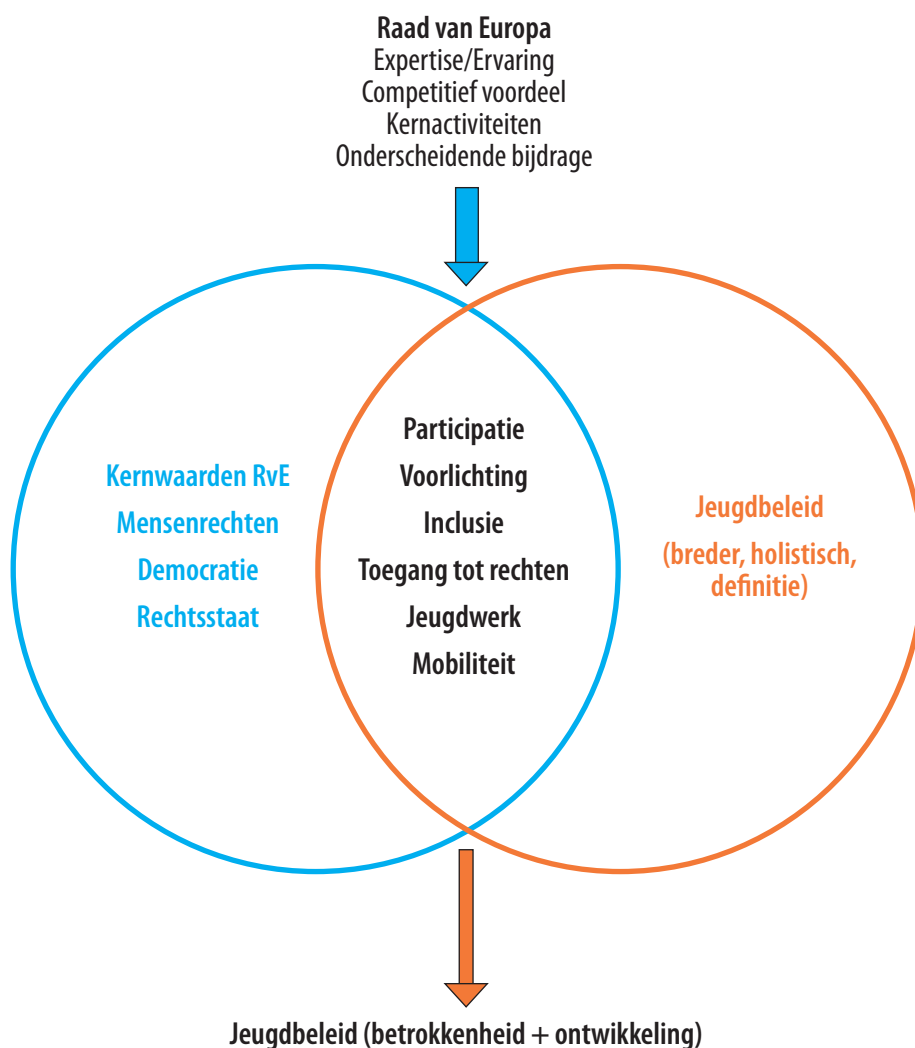 Raad van Europa
Expertise/Ervaring
Competitief voordeel
Kernactiviteiten
Onderscheidende bijdrage
Kernwaarden RvE
Mensenrechten
Democratie
Rechtsstaat
Participatie
Voorlichting
Inclusie
Toegang tot rechten
Jeugdwerk
Mobiliteit
Jeugdbeleid
(breder, holistisch,
definitie)
Jeugdbeleid (betrokkenheid + ontwikkeling)